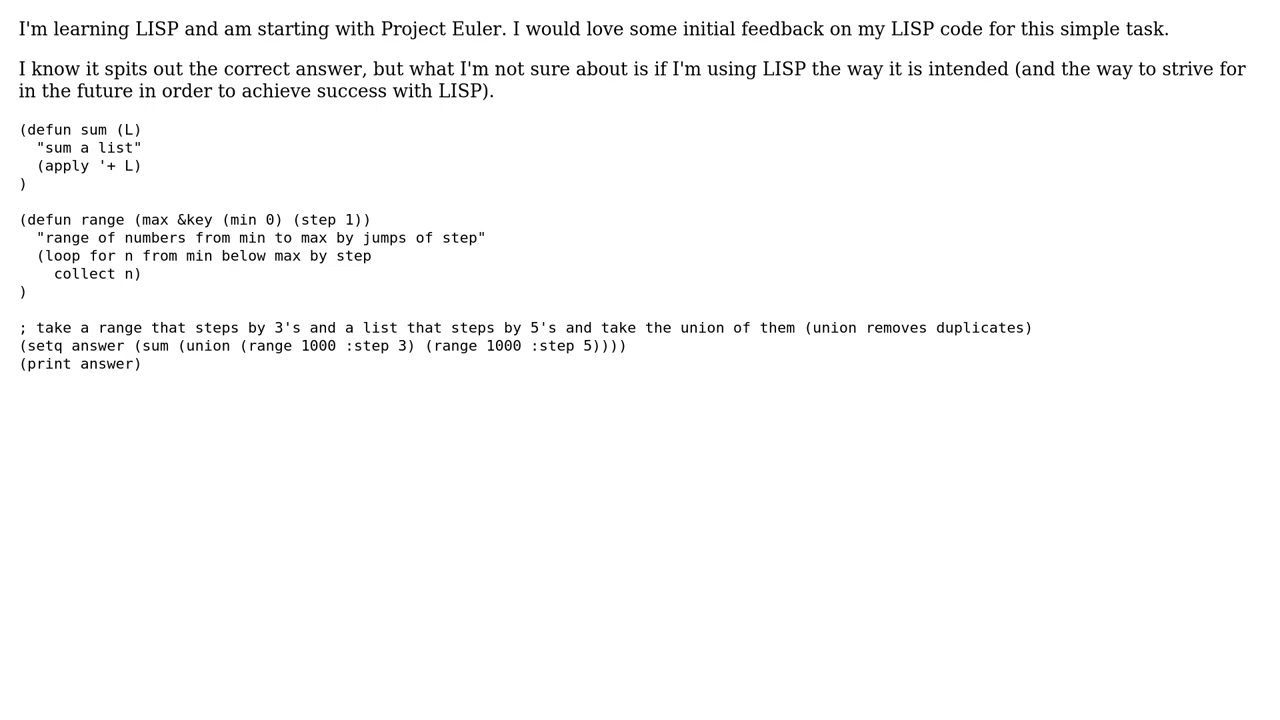 I'm learning LISP and am starting with Project Euler. I would love some initial feedback on my LISP code for this simple task.
I know it spits out the correct answer, but what I'm not sure about is if I'm using LISP the way it is intended (and the way to strive for
in the future in order to achieve success with LISP).
(defun sum (L)
  "sum a list"
  (apply '+ L)
)
(defun range (max &key (min 0) (step 1))
  "range of numbers from min to max by jumps of step"
  (loop for n from min below max by step
    collect n)
)
; take a range that steps by 3's and a list that steps by 5's and take the union of them (union removes duplicates)
(setq answer (sum (union (range 1000 :step 3) (range 1000 :step 5))))
(print answer)